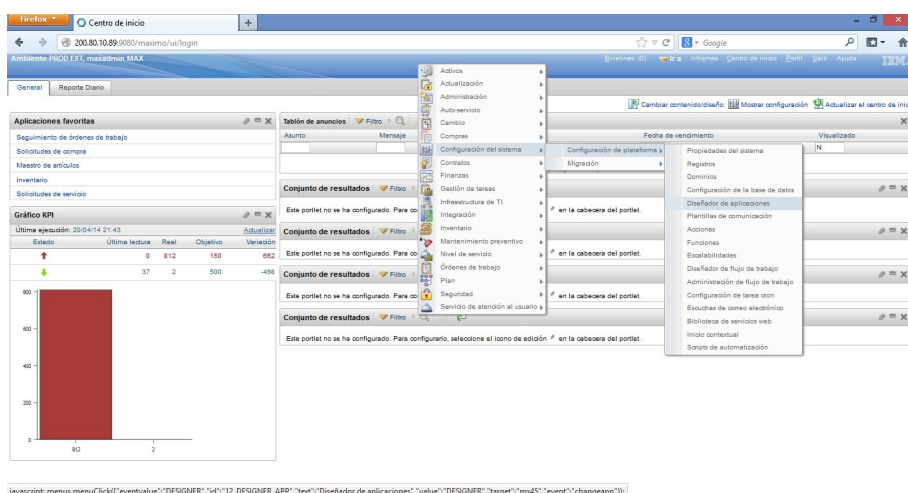 Firefox
Centro de inicio
200.80.10.89:9080/maximo/ui/login
Google
Ambiente PROD EXT, maxadmin MAX
Boletines (0) Ir a Informes Centro de inicio Perfil Salir Ayuda IBM.
General Reporte Diario
Cambiar contenido/diseño Mostrar configuración Actualizar el centro de inic
Aplicaciones favoritas
Seguimiento de órdenes de trabajo
Solicitudes de compra
Maestro de artículos
Inventario
Solicitudes de servicio
Gráfico KPI
Última ejecución: 20/04/14 21:43 Actualizar
Estado Última lectura Real Objetivo Variación
0 812 150 662
37 2 500 -498
800
600
400
200
0
812 2
Tablón de anuncios Filtro
Asunto Mensaje Fecha de vencimiento Visualizado
N
Conjunto de resultados Filtro
Este portlet no se ha configurado. Para co
en la cabecera del portlet.
Conjunto de resultados Filtro
Este portlet no se ha configurado. Para co
en la cabecera del portlet.
Conjunto de resultados Filtro
Este portlet no se ha configurado. Para co
en la cabecera del portlet.
Conjunto de resultados Filtro
Este portlet no se ha configurado. Para configurarlo, seleccione el icono de edición en la cabecera del portlet.
Activos
Actualización
Administración
Auto-servicio
Cambio
Compras
Configuración del sistema
Contratos
Finanzas
Gestión de tareas
Infraestructura de TI
Integración
Inventario
Mantenimiento preventivo
Nivel de servicio
Órdenes de trabajo
Plan
Seguridad
Servicio de atención al usuario
Configuración de plataforma
Migración
Propiedades del sistema
Registros
Dominios
Configuración de la base de datos
Diseñador de aplicaciones
Plantillas de comunicación
Acciones
Funciones
Escalabilidades
Diseñador de flujo de trabajo
Administración de flujo de trabajo
Configuración de tarea cron
Escuchas de correo electrónico
Biblioteca de servicios web
Inicio contextual
Scripts de automatización
javascript: menus.menuClick({"eventvalue":"DESIGNER","id":"12_DESIGNER_APP","text":"Diseñador de aplicaciones","value":"DESIGNER","target":"mx45","event":"changeapp"});